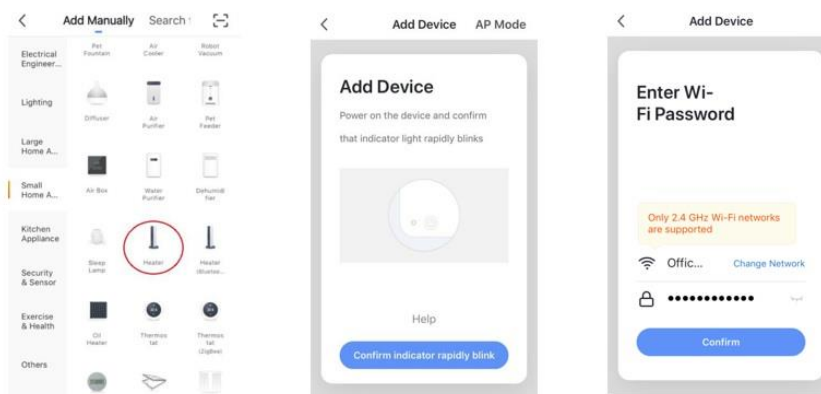 Add Manually Search
Electrical
Engineer...
Lighting
Large
Home A...
Small
Home A...
Kitchen
Appliance
Security
& Sensor
Exercise
& Health
Others
Pet
Fountain
Air
Cooler
Robot
Vacuum
Diffuser
Air
Purifier
Pet
Feeder
Air Box
Water
Purifier
Dehumidi
fier
Sleep
Lamp
Heater
Heater
(Bluetoo...
Oil
Heater
Thermos
tat
Thermos
tat
(ZigBee)
Add Device AP Mode
Add Device
Power on the device and confirm
that indicator light rapidly blinks
Help
Confirm indicator rapidly blink
Add Device
Enter Wi-
Fi Password
Only 2.4 GHz Wi-Fi networks
are supported
Offic... Change Network
Confirm